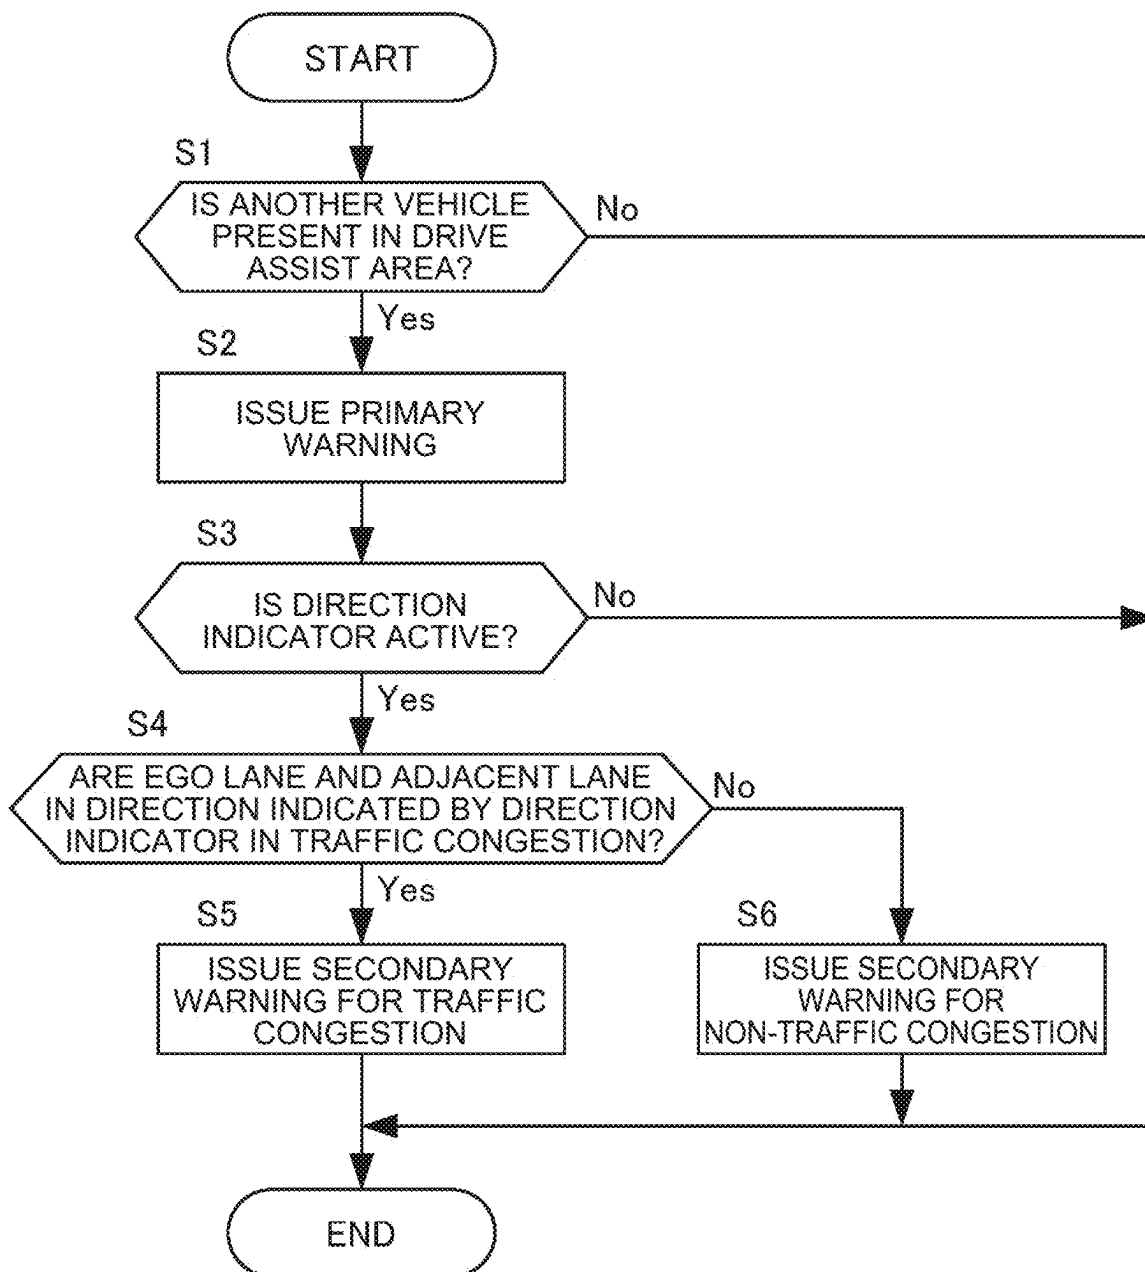 START
S1
IS ANOTHER VEHICLE
PRESENT IN DRIVE
ASSIST AREA?
No
Yes
S2
ISSUE PRIMARY
WARNING
S3
IS DIRECTION
INDICATOR ACTIVE?
No
Yes
S4
ARE EGO LANE AND ADJACENT LANE
IN DIRECTION INDICATED BY DIRECTION
INDICATOR IN TRAFFIC CONGESTION?
No
Yes
S5
ISSUE SECONDARY
WARNING FOR TRAFFIC
CONGESTION
S6
ISSUE SECONDARY
WARNING FOR
NON-TRAFFIC CONGESTION
END